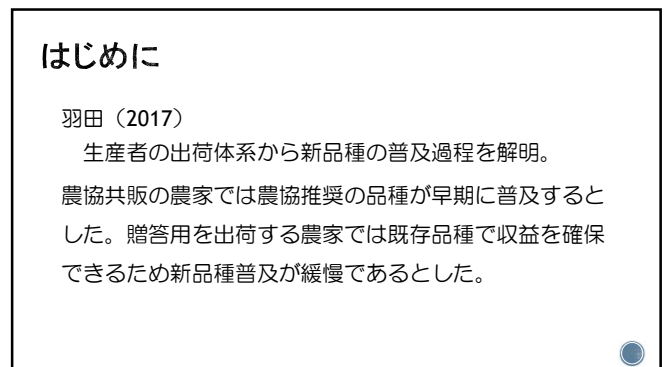 はじめに
羽田（2017）
生産者の出荷体系から新品種の普及過程を解明。
農協共販の農家では農協推奨の品種が早期に普及すると
した。贈答用を出荷する農家では既存品種で収益を確保
できるため新品種普及が緩慢であるとした。